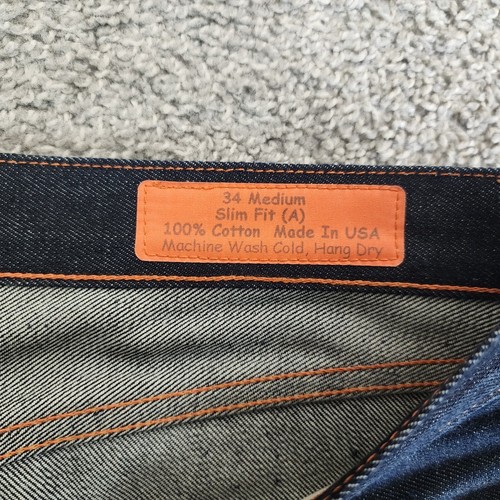 34 Medium
Slim Fit (A)
100% Cotton Made In USA
Machine Wash Cold, Hang Dry